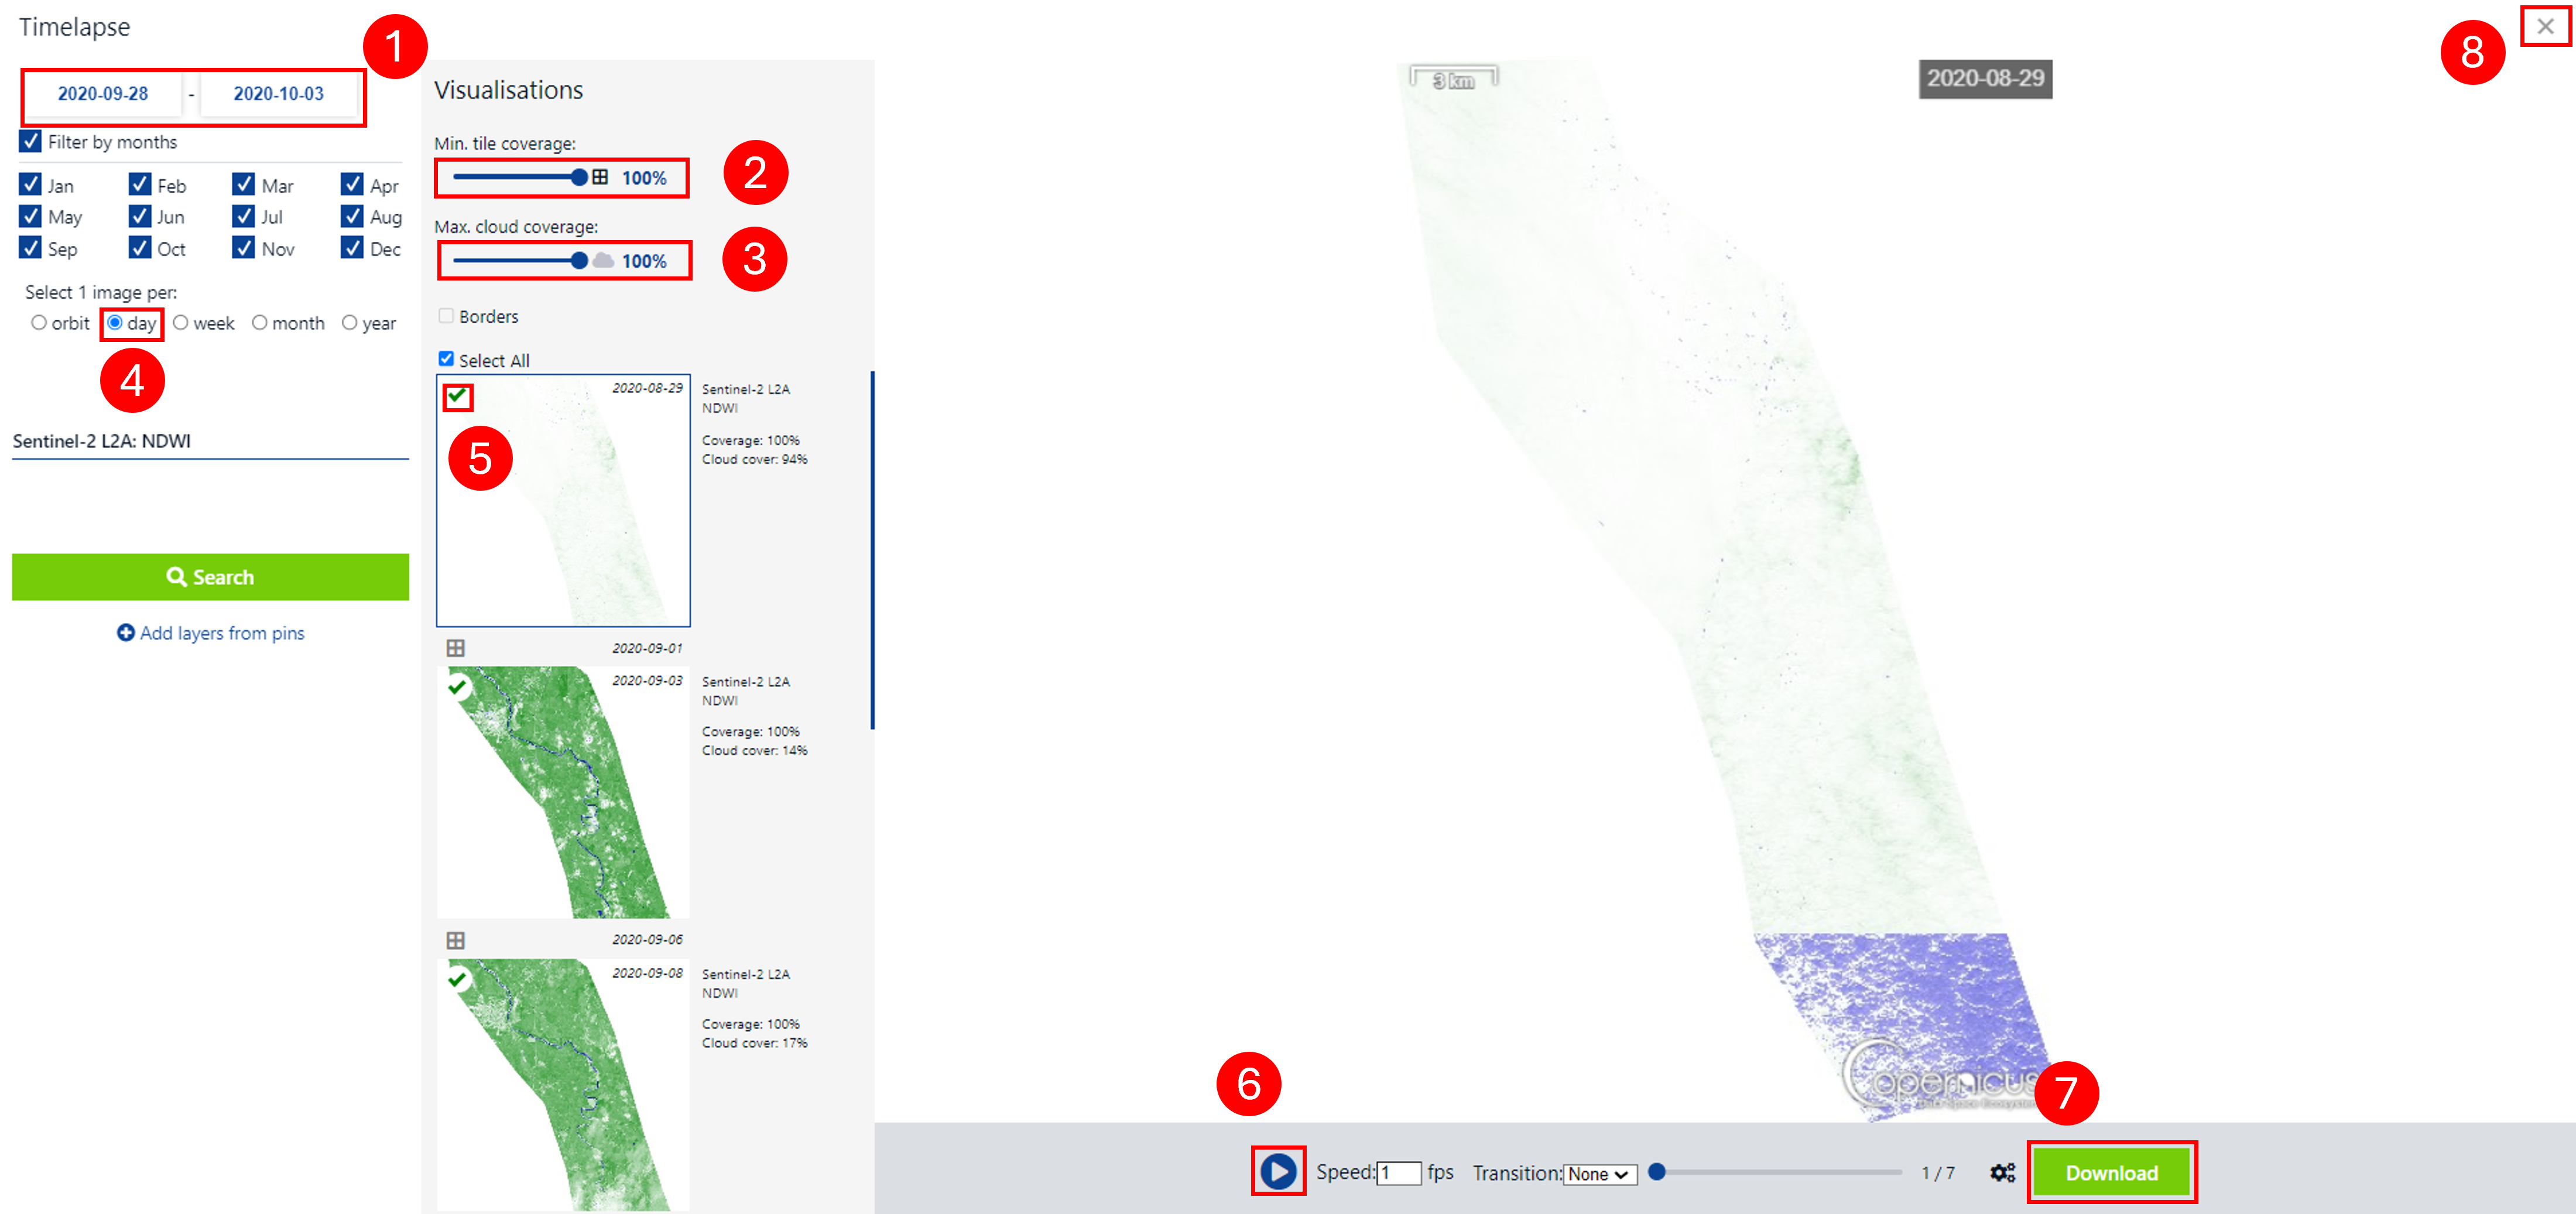 Timelapse
1
8
2020-09-28 - 2020-10-03
Filter by months
Jan Feb Mar Apr
May Jun Jul Aug
Sep Oct Nov Dec
Select 1 image per:
orbit day week month year
4
Sentinel-2 L2A: NDWI
Search
Add layers from pins
Visualisations
Min. tile coverage:
100%
2
Max. cloud coverage:
100%
3
Borders
Select All
2020-08-29
Sentinel-2 L2A
NDWI
Coverage: 100%
Cloud cover: 94%
5
2020-09-01
2020-09-03
Sentinel-2 L2A
NDWI
Coverage: 100%
Cloud cover: 14%
2020-09-06
2020-09-08
Sentinel-2 L2A
NDWI
Coverage: 100%
Cloud cover: 17%
3 km
2020-08-29
Copernicus
Data Space Ecosystem
6
7
Speed: 1 fps Transition: None 1 / 7 Download